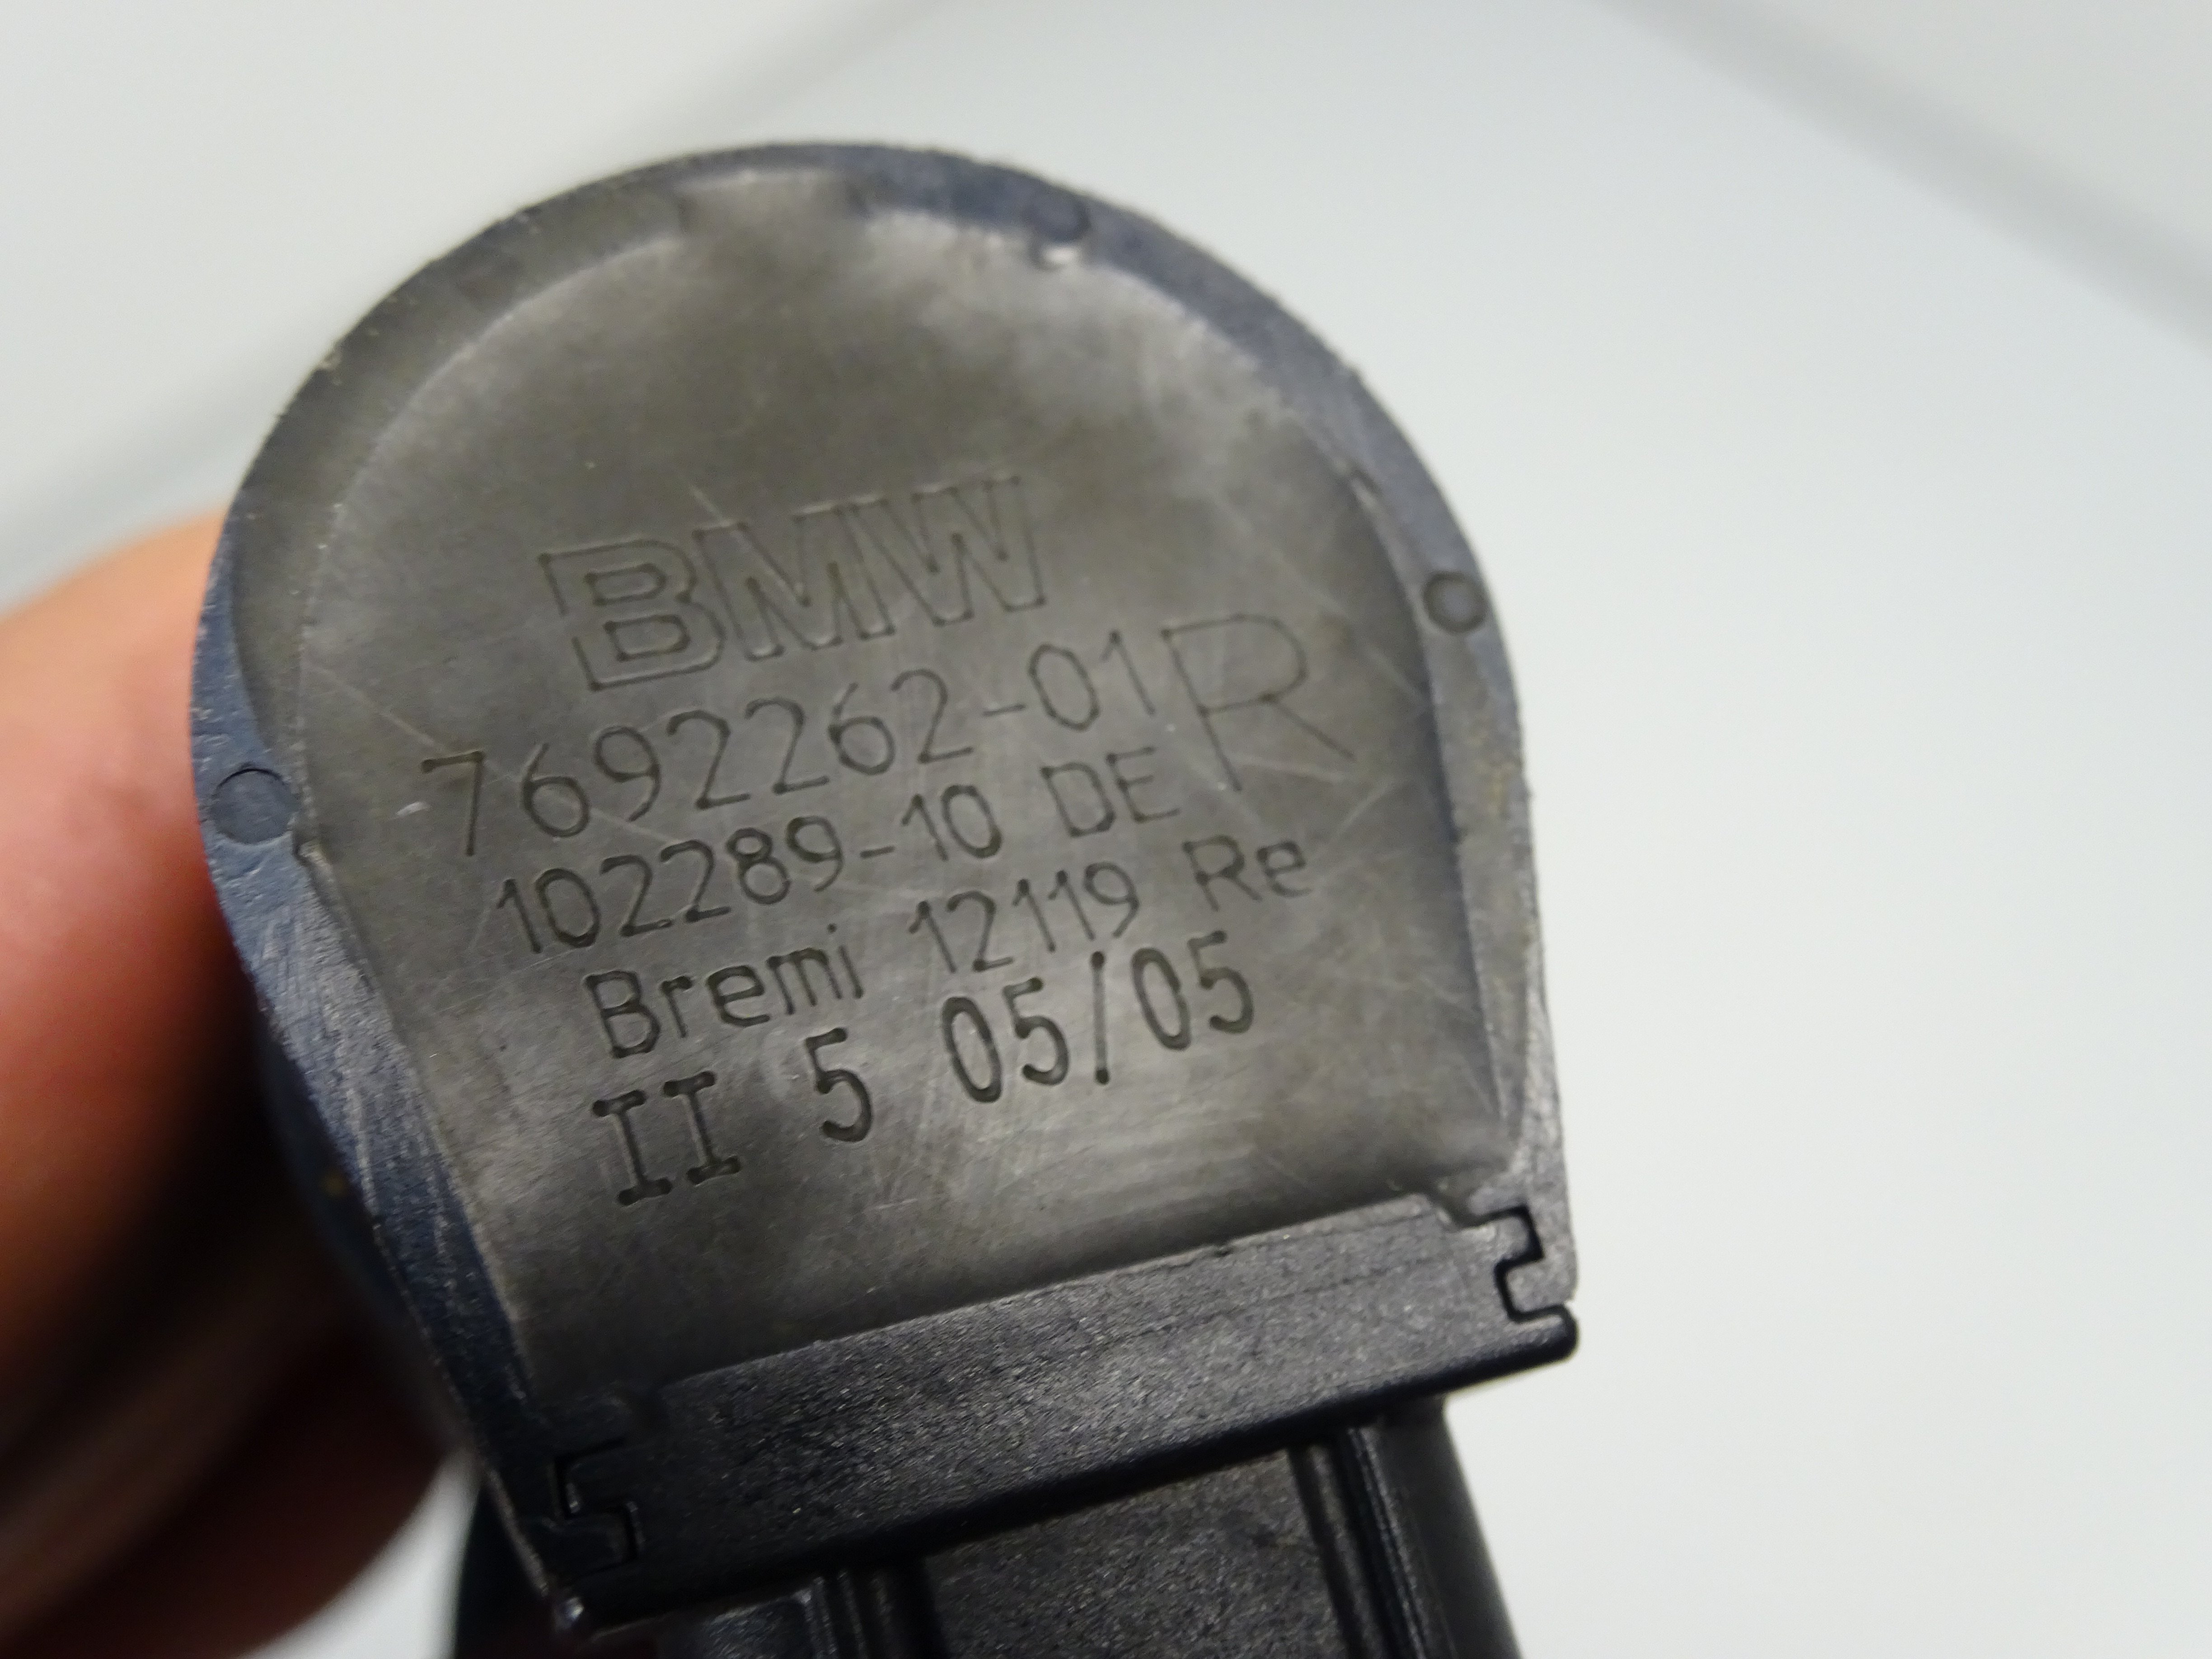 BMW
7692262-01 R
102289-10 DE
Bremi 12119 Re
II 5 05/05